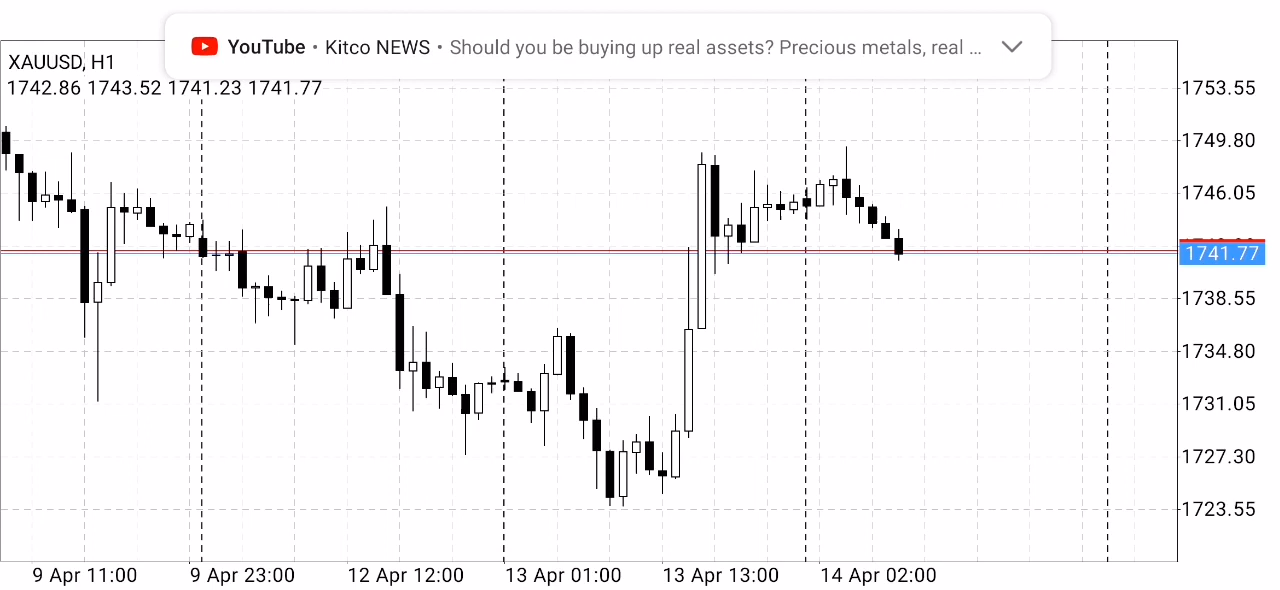 YouTube • Kitco NEWS • Should you be buying up real assets? Precious metals, real ...
XAUUSD, H1
1742.86 1743.52 1741.23 1741.77
1753.55
1749.80
1746.05
1741.77
1738.55
1734.80
1731.05
1727.30
1723.55
9 Apr 11:00 9 Apr 23:00 12 Apr 12:00 13 Apr 01:00 13 Apr 13:00 14 Apr 02:00